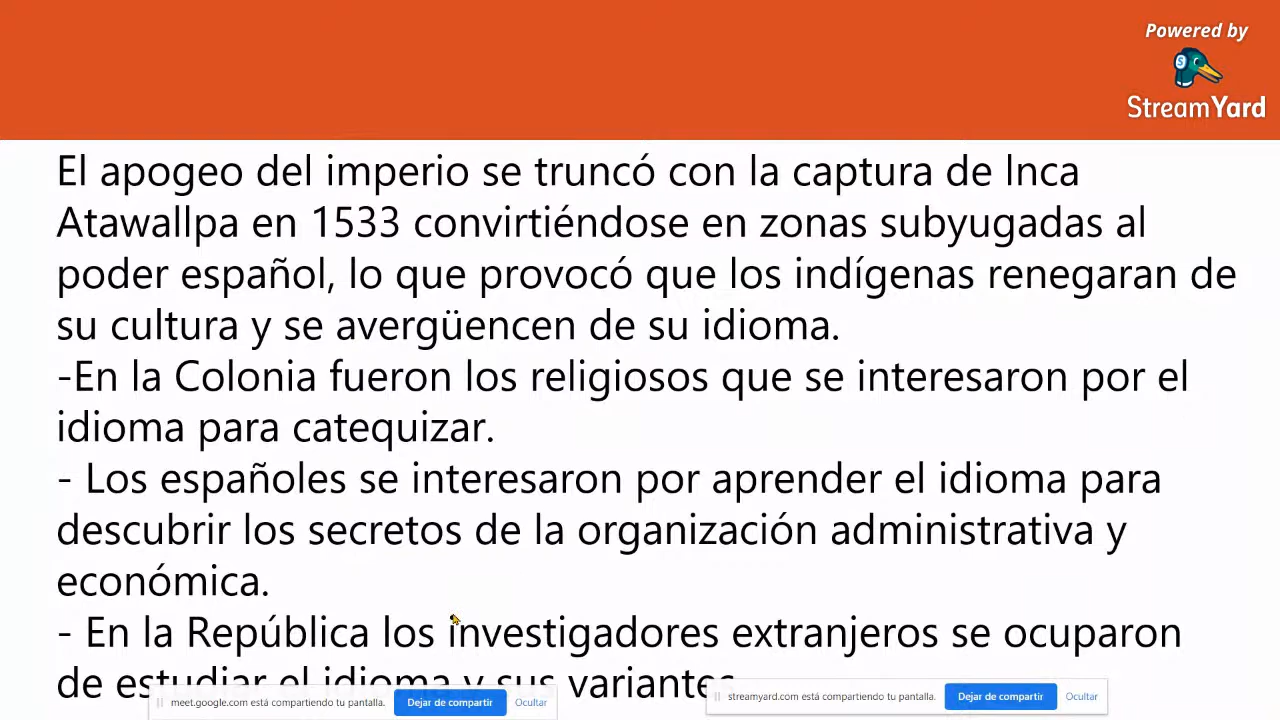 Powered by
StreamYard
El apogeo del imperio se truncó con la captura de Inca
Atawallpa en 1533 convirtiéndose en zonas subyugadas al
poder español, lo que provocó que los indígenas renegaran de
su cultura y se avergüencen de su idioma.
-En la Colonia fueron los religiosos que se interesaron por el
idioma para catequizar.
- Los españoles se interesaron por aprender el idioma para
descubrir los secretos de la organización administrativa y
económica.
- En la República los investigadores extranjeros se ocuparon
de estudiar el idioma y sus variantes
meet.google.com está compartiendo tu pantalla. Dejar de compartir Ocultar
streamyard.com está compartiendo tu pantalla. Dejar de compartir Ocultar